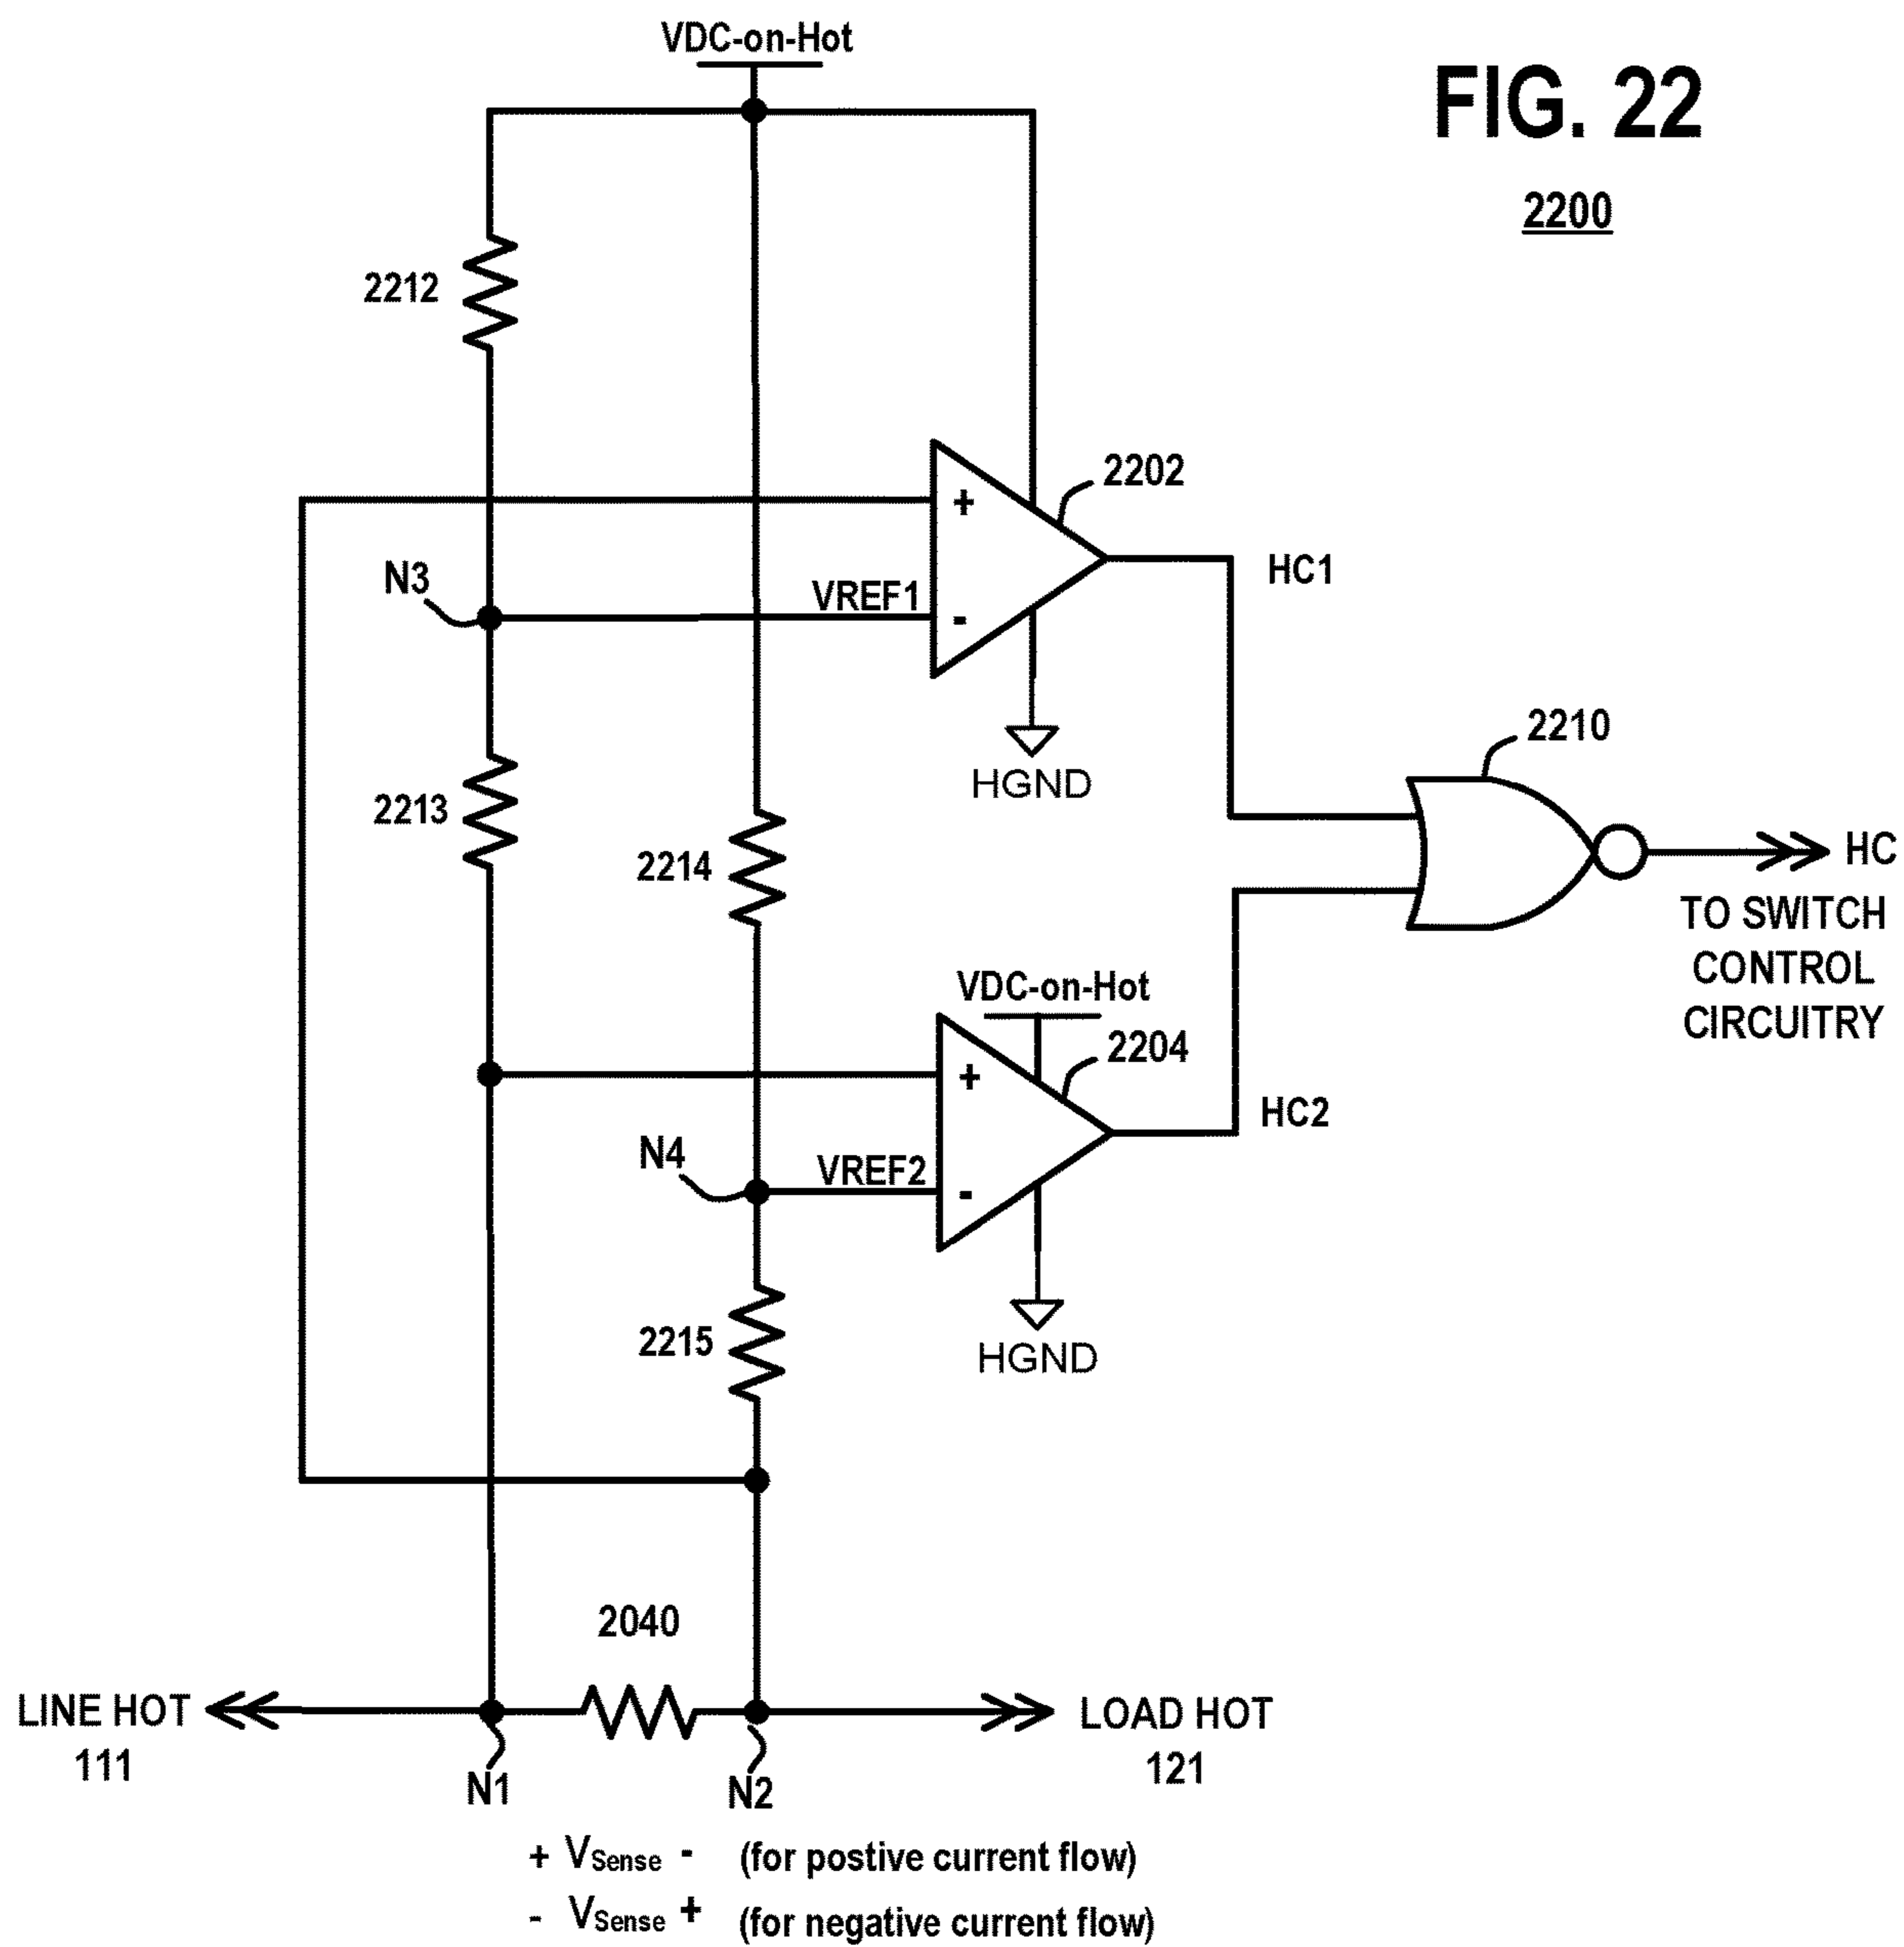 VDC-on-Hot
FIG. 22
2200
2212
2202
+
N3
VREF1
-
HC1
HGND
2210
2213
2214
HC
TO SWITCH
CONTROL
CIRCUITRY
VDC-on-Hot
2204
+
HC2
N4
VREF2
-
2215
HGND
2040
LINE HOT
111
LOAD HOT
121
N1
N2
+ VSense - (for postive current flow)
- VSense + (for negative current flow)